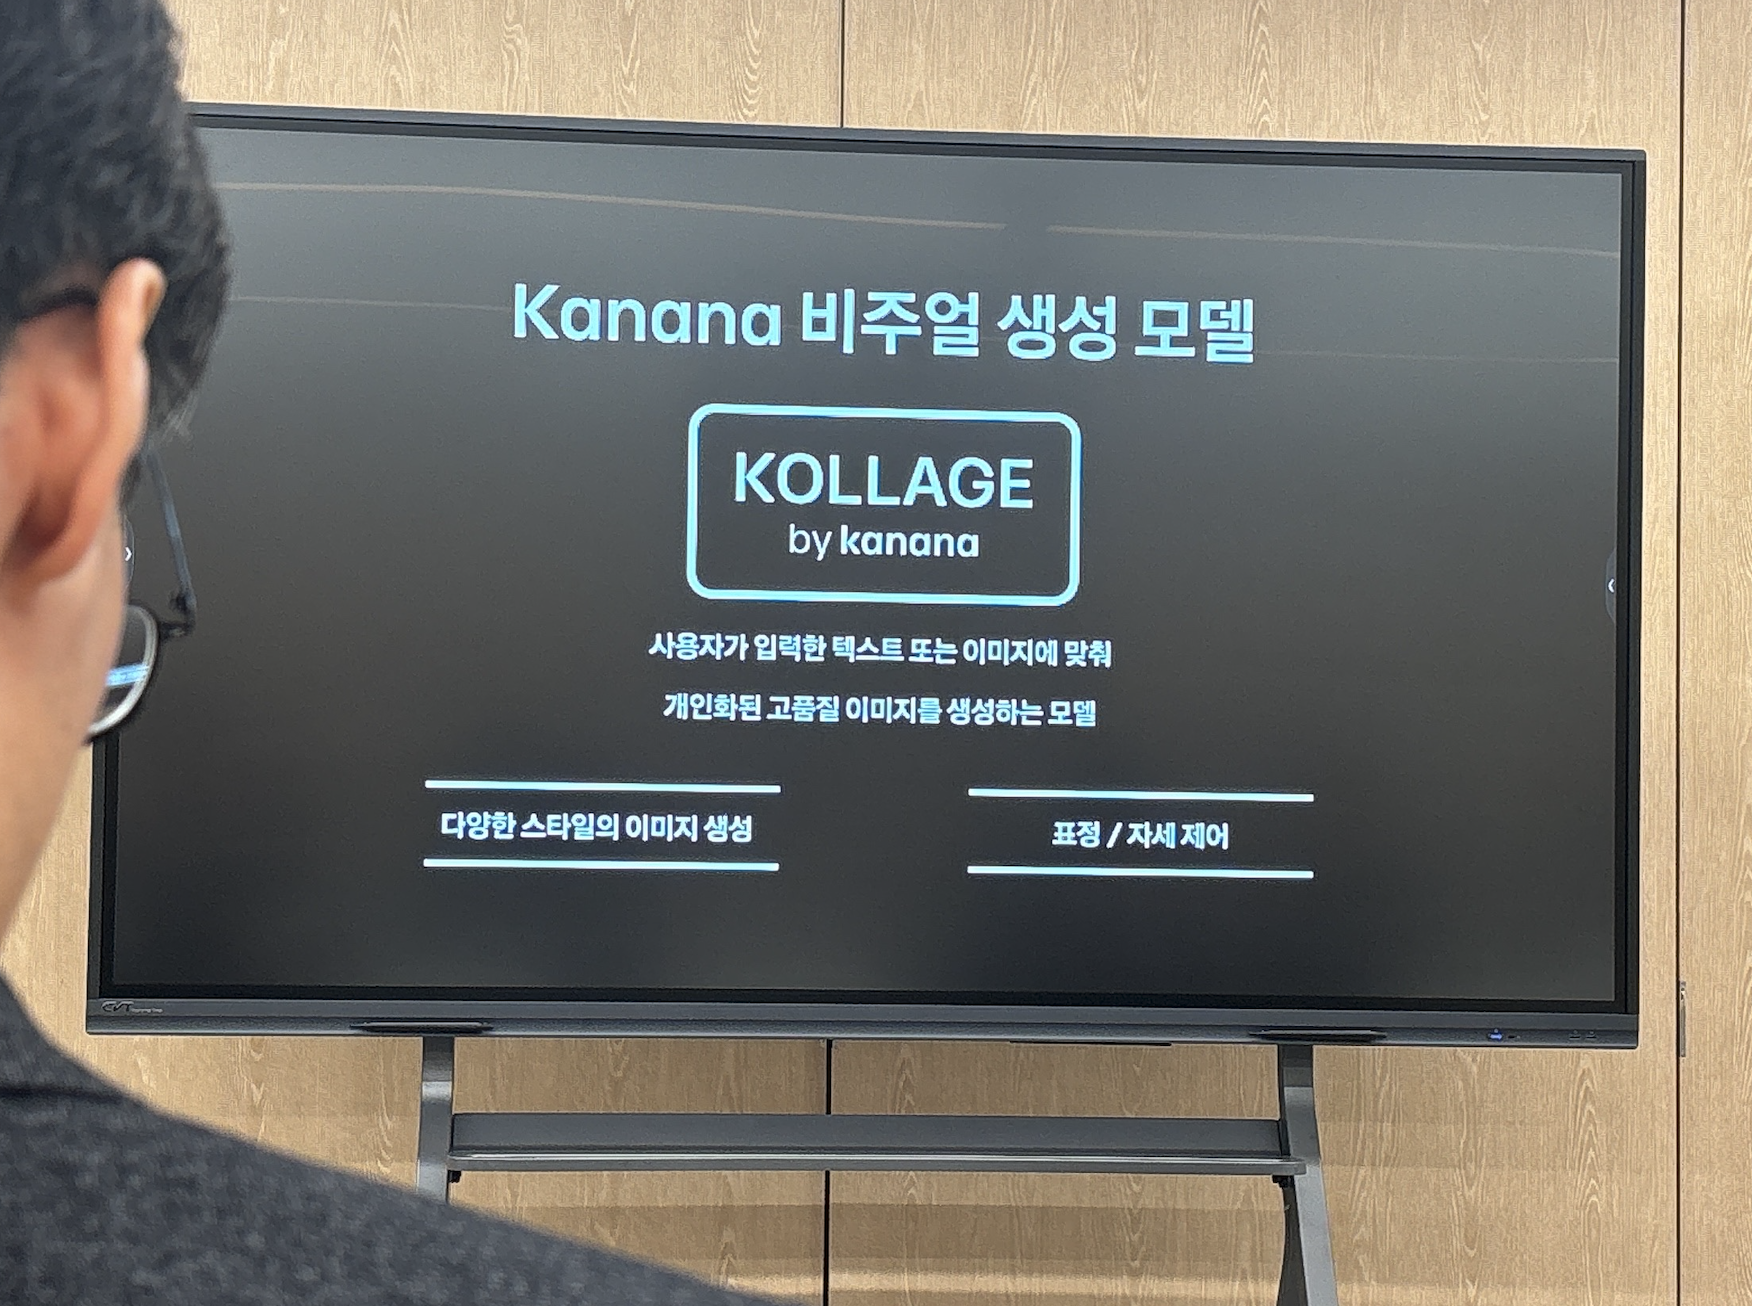 Kanana 비주얼 생성 모델
KOLLAGE
by kanana
사용자가 입력한 텍스트 또는 이미지에 맞춰
개인화된 고품질 이미지를 생성하는 모델
다양한 스타일의 이미지 생성
표정 / 자세 제어